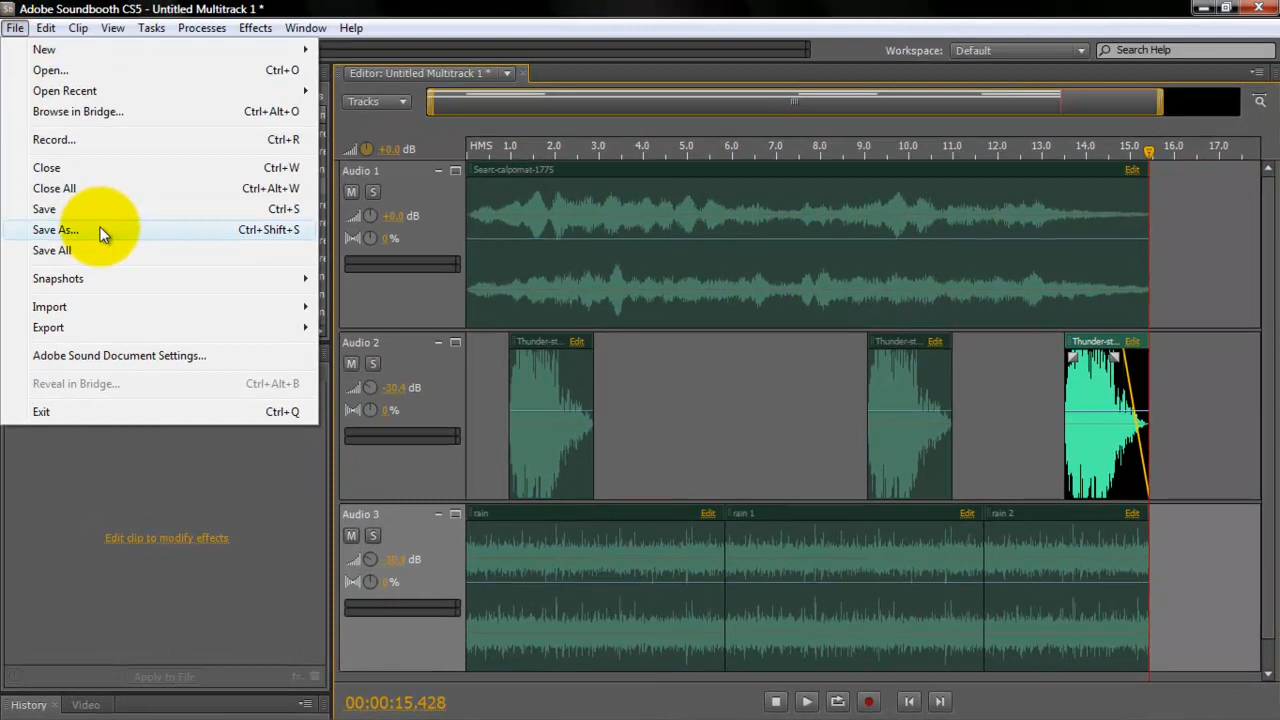 Sb Adobe Soundbooth CS5 - Untitled Multitrack 1 *
File Edit Clip View Tasks Processes Effects Window Help
New
Open... Ctrl+O
Open Recent
Browse in Bridge... Ctrl+Alt+O
Record... Ctrl+R
Close Ctrl+W
Close All Ctrl+Alt+W
Save Ctrl+S
Save As... Ctrl+Shift+S
Save All
Snapshots
Import
Export
Adobe Sound Document Settings...
Reveal in Bridge... Ctrl+Alt+B
Exit Ctrl+Q
Edit clip to modify effects
Apply to File
History Video
Workspace: Default Search Help
Editor: Untitled Multitrack 1 *
Tracks
+0.0 dB HMS 1.0 2.0 3.0 4.0 5.0 6.0 7.0 8.0 9.0 10.0 11.0 12.0 13.0 14.0 15.0 16.0 17.0
Audio 1 Searc-calpomat-1775 Edit
M S
+0.0 dB
0 %
Audio 2 Thunder-st... Edit Thunder-st... Edit Thunder-st... Edit
M S
-30.4 dB
0 %
Audio 3 rain Edit rain 1 Edit rain 2 Edit
M S
dB
0 %
00:00:15.428